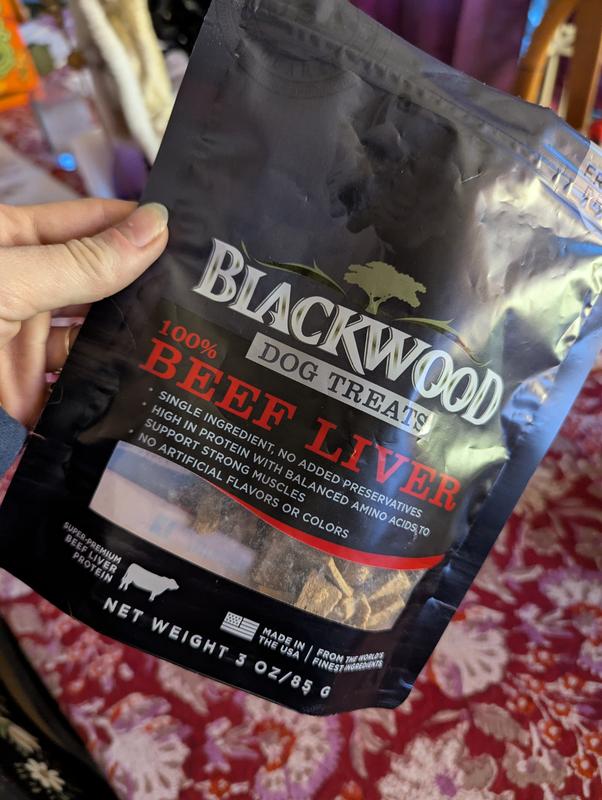 BLACKWOOD
DOG TREATS
100%
BEEF LIVER
• SINGLE INGREDIENT, NO ADDED PRESERVATIVES
• HIGH IN PROTEIN WITH BALANCED AMINO ACIDS TO
SUPPORT STRONG MUSCLES
• NO ARTIFICIAL FLAVORS OR COLORS
SUPER-PREMIUM
BEEF LIVER
PROTEIN
MADE IN
THE USA
FROM THE WORLD'S
FINEST INGREDIENTS
NET WEIGHT 3 OZ/85 G